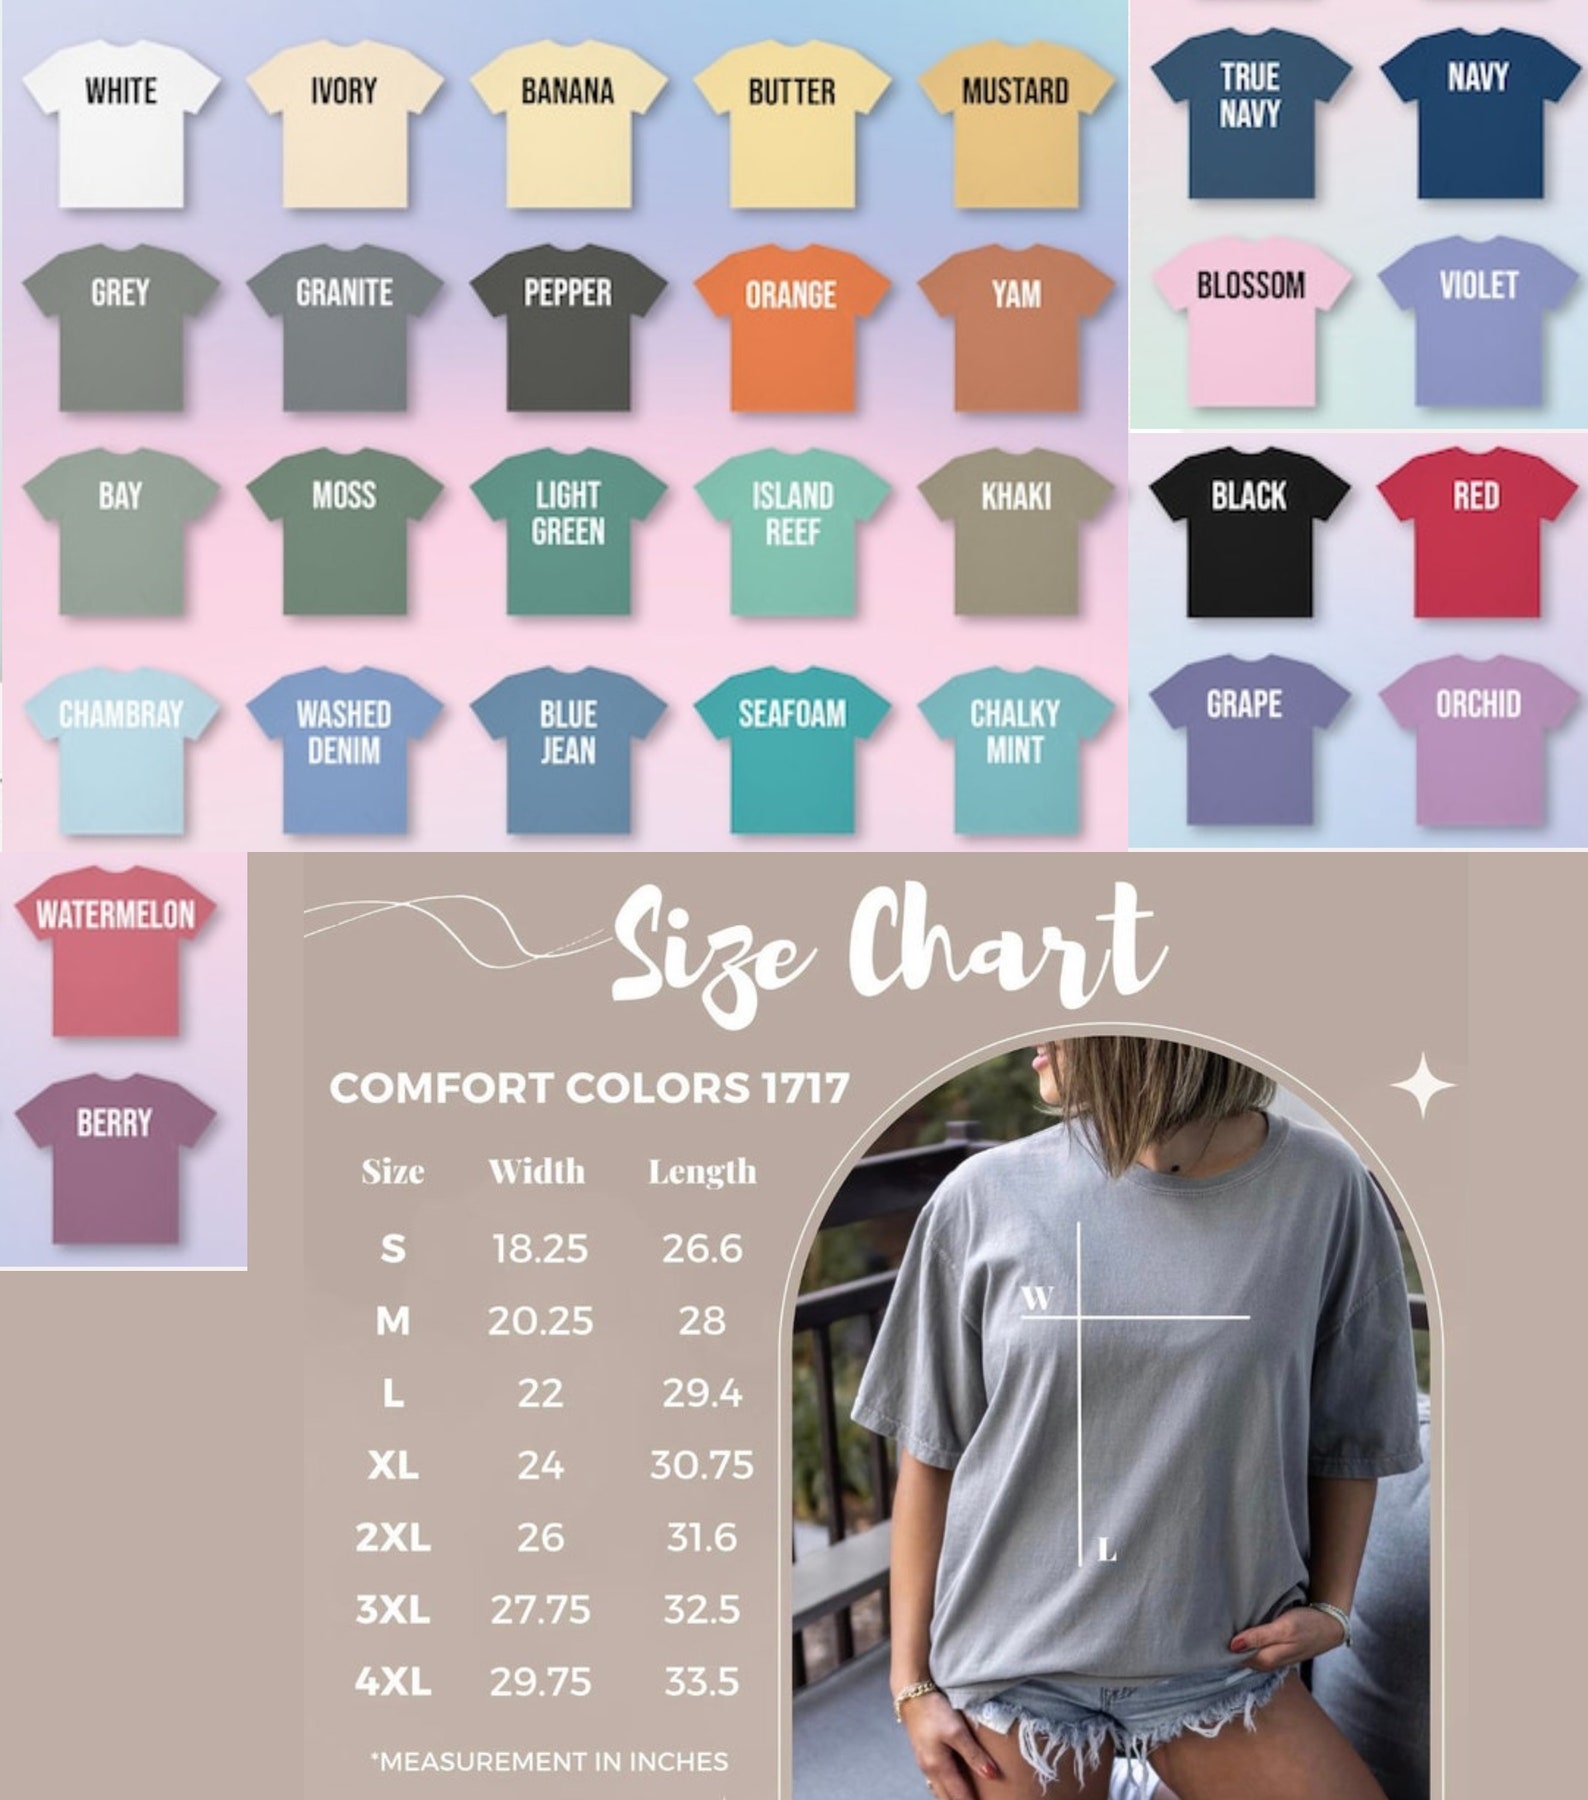 WHITE
IVORY
BANANA
BUTTER
MUSTARD
GREY
GRANITE
PEPPER
ORANGE
YAM
BAY
MOSS
LIGHT
GREEN
ISLAND
REEF
KHAKI
CHAMBRAY
WASHED
DENIM
BLUE
JEAN
SEAFOAM
CHALKY
MINT
TRUE
NAVY
NAVY
BLOSSOM
VIOLET
BLACK
RED
GRAPE
ORCHID
WATERMELON
BERRY
Size Chart
COMFORT COLORS 1717
Size Width Length
S 18.25 26.6
M 20.25 28
L 22 29.4
XL 24 30.75
2XL 26 31.6
3XL 27.75 32.5
4XL 29.75 33.5
*MEASUREMENT IN INCHES
W
L